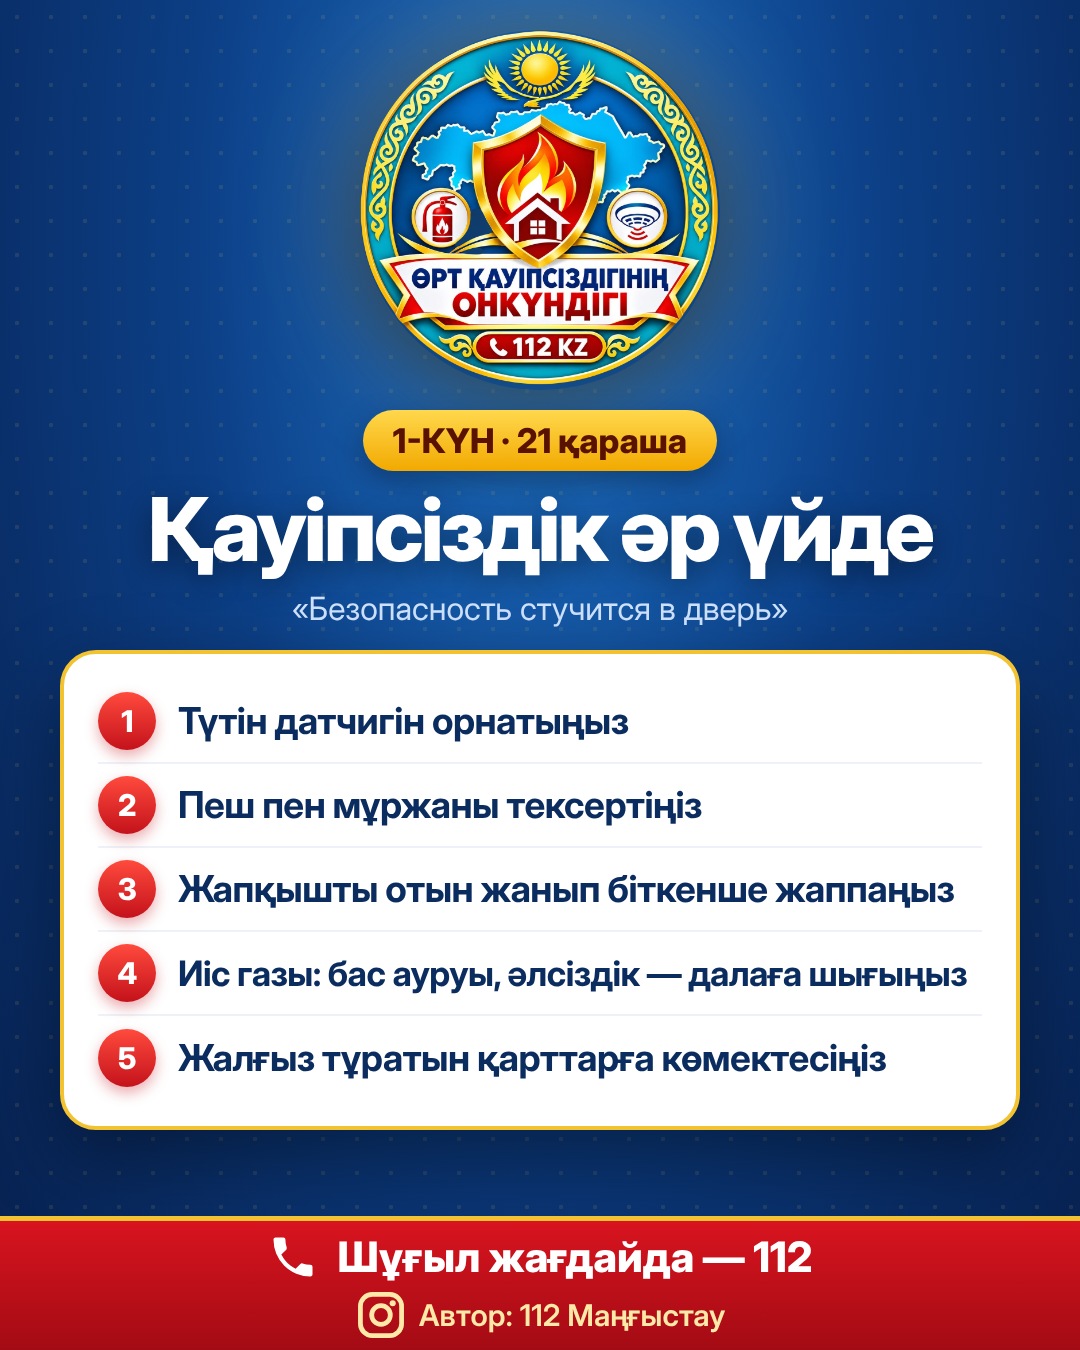 ӨРТ ҚАУІПСІЗДІГІНІҢ
ОНКҮНДІГІ
112 KZ
1-КҮН · 21 қараша
Қауіпсіздік әр үйде
«Безопасность стучится в дверь»
1 Түтін датчигін орнатыңыз
2 Пеш пен мұржаны тексертіңіз
3 Жапқышты отын жанып біткенше жаппаңыз
4 Иіс газы: бас ауруы, әлсіздік — далаға шығыңыз
5 Жалғыз тұратын қарттарға көмектесіңіз
Шұғыл жағдайда — 112
Автор: 112 Маңғыстау